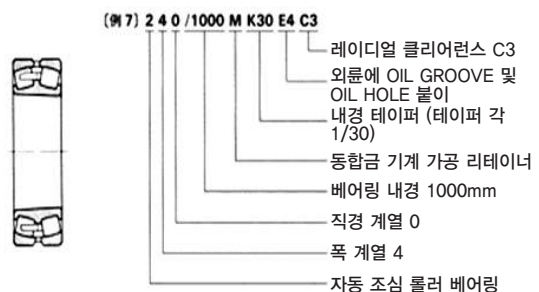 (例 7) 2 4 0 /1000 M K30 E4 C3
레이디얼 클리어런스 C3
외륜에 OIL GROOVE 및
OIL HOLE 붙이
내경 테이퍼 (테이퍼 각
1/30)
동합금 기계 가공 리테이너
베어링 내경 1000mm
직경 계열 0
폭 계열 4
자동 조심 롤러 베어링